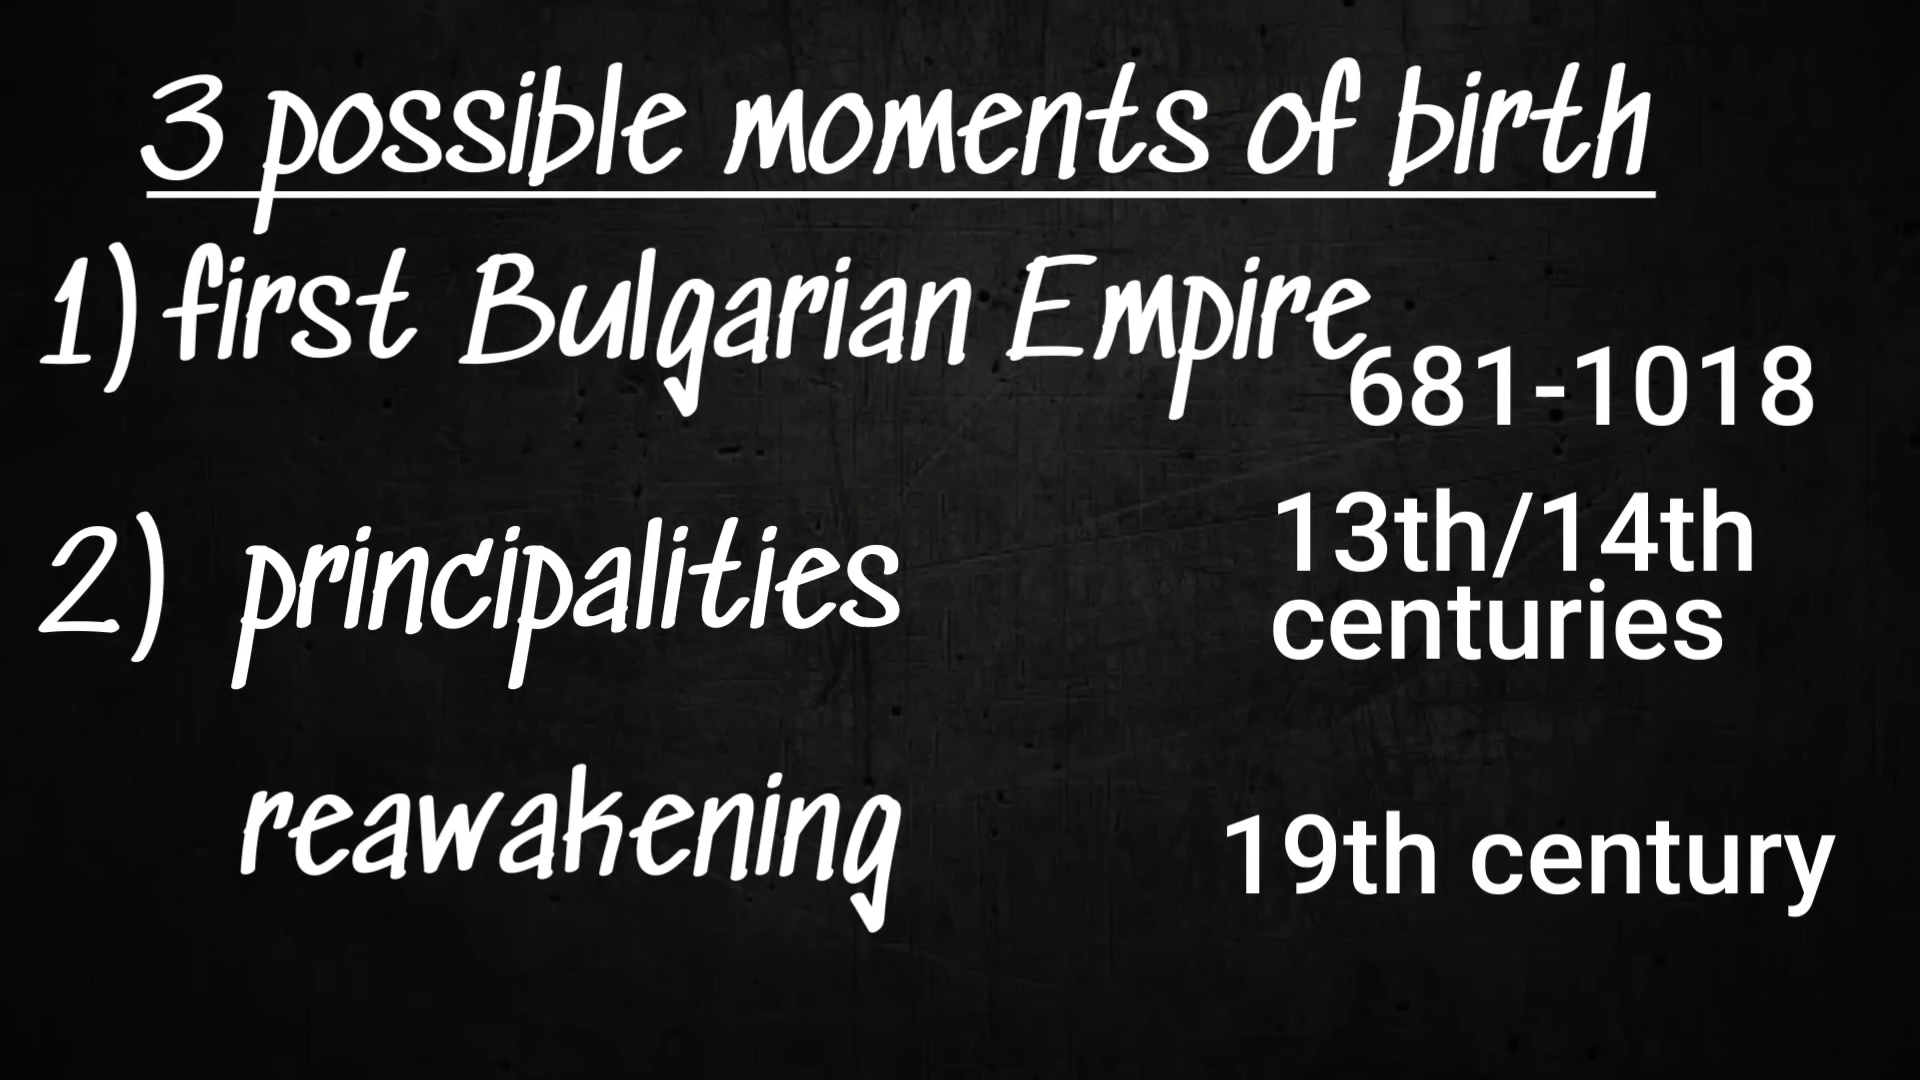 3 possible moments of birth
1) first Bulgarian Empire
681-1018
2) principalities
13th/14th
centuries
reawakening
19th century